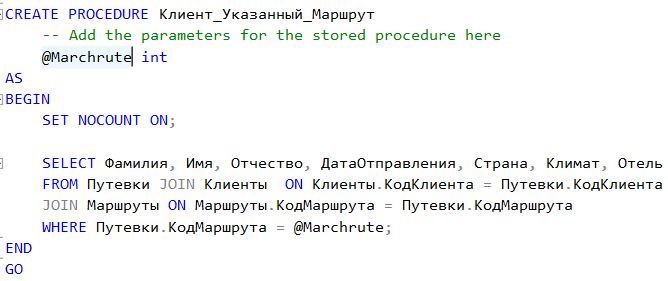 CREATE PROCEDURE Клиент_Указанный_Маршрут
-- Add the parameters for the stored procedure here
@Marchrute int
AS
BEGIN
SET NOCOUNT ON;
SELECT Фамилия, Имя, Отчество, ДатаОтправления, Страна, Климат, Отель
FROM Путевки JOIN Клиенты  ON Клиенты.КодКлиента = Путевки.КодКлиента
JOIN Маршруты ON Маршруты.КодМаршрута = Путевки.КодМаршрута
WHERE Путевки.КодМаршрута = @Marchrute;
END
GO